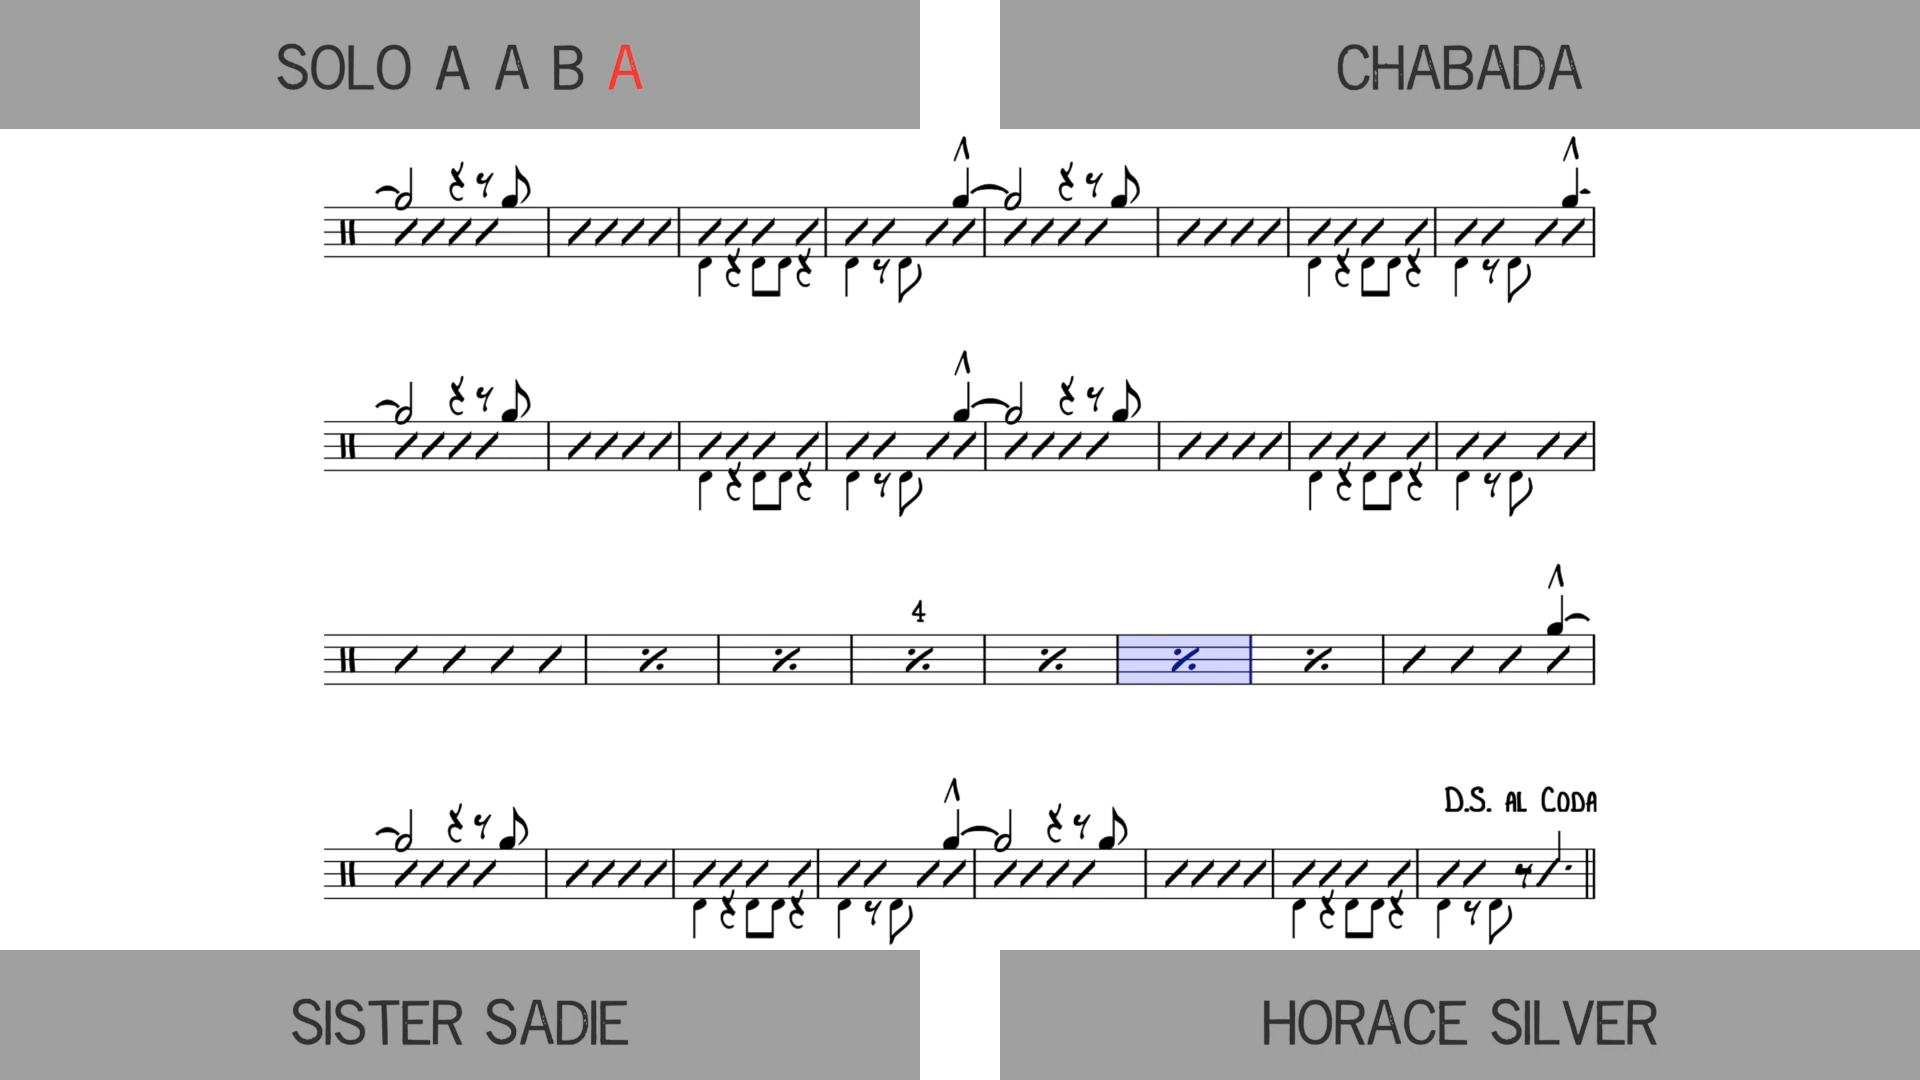 SOLO A A B A
CHABADA
4
D.S. AL CODA
SISTER SADIE
HORACE SILVER